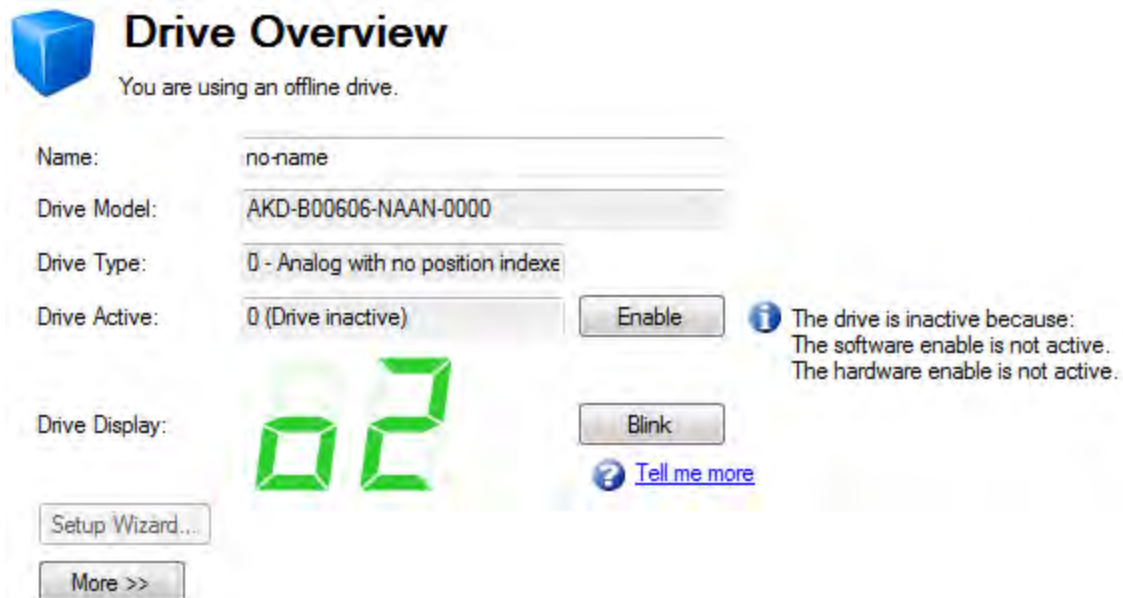 Drive Overview
You are using an offline drive.
Name: no-name
Drive Model: AKD-B00606-NAAN-0000
Drive Type: 0 - Analog with no position indexe
Drive Active: 0 (Drive inactive) Enable The drive is inactive because:
The software enable is not active.
The hardware enable is not active.
Drive Display: o2 Blink
Tell me more
Setup Wizard...
More >>